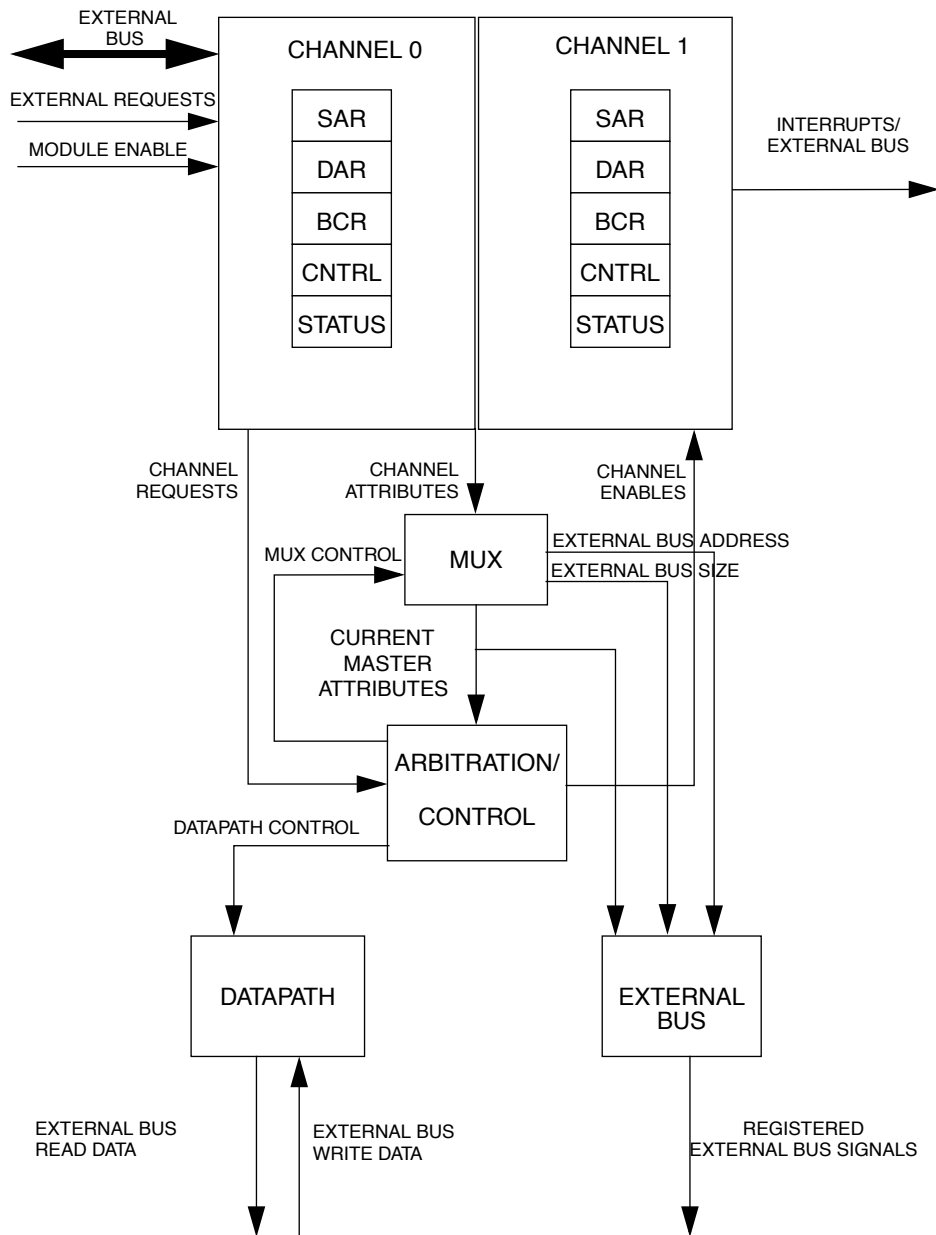 EXTERNAL
BUS
EXTERNAL REQUESTS
MODULE ENABLE
CHANNEL 0
SAR
DAR
BCR
CNTRL
STATUS
CHANNEL 1
SAR
DAR
BCR
CNTRL
STATUS
INTERRUPTS/
EXTERNAL BUS
CHANNEL
REQUESTS
CHANNEL
ATTRIBUTES
CHANNEL
ENABLES
MUX CONTROL
MUX
EXTERNAL BUS ADDRESS
EXTERNAL BUS SIZE
CURRENT
MASTER
ATTRIBUTES
ARBITRATION/
CONTROL
DATAPATH CONTROL
DATAPATH
EXTERNAL
BUS
EXTERNAL BUS
READ DATA
EXTERNAL BUS
WRITE DATA
REGISTERED
EXTERNAL BUS SIGNALS